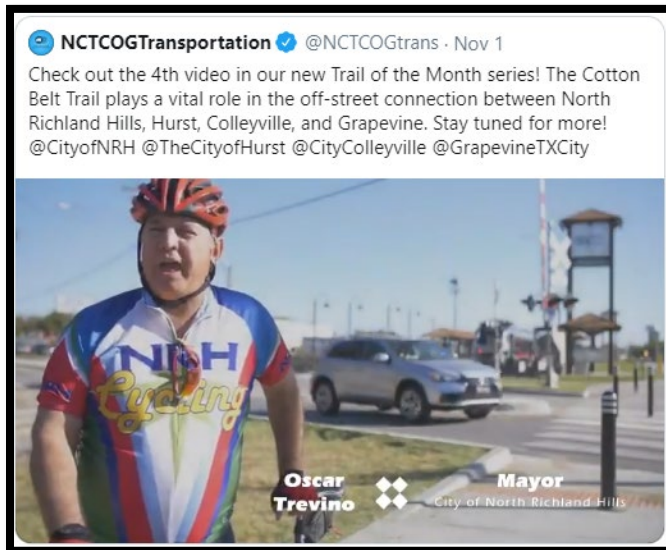 NCTCOGTransportation @NCTCOGtrans · Nov 1
Check out the 4th video in our new Trail of the Month series! The Cotton
Belt Trail plays a vital role in the off-street connection between North
Richland Hills, Hurst, Colleyville, and Grapevine. Stay tuned for more!
@CityofNRH @TheCityofHurst @CityColleyville @GrapevineTXCity
NRH
Cycling
Oscar
Trevino
Mayor
City of North Richland Hills